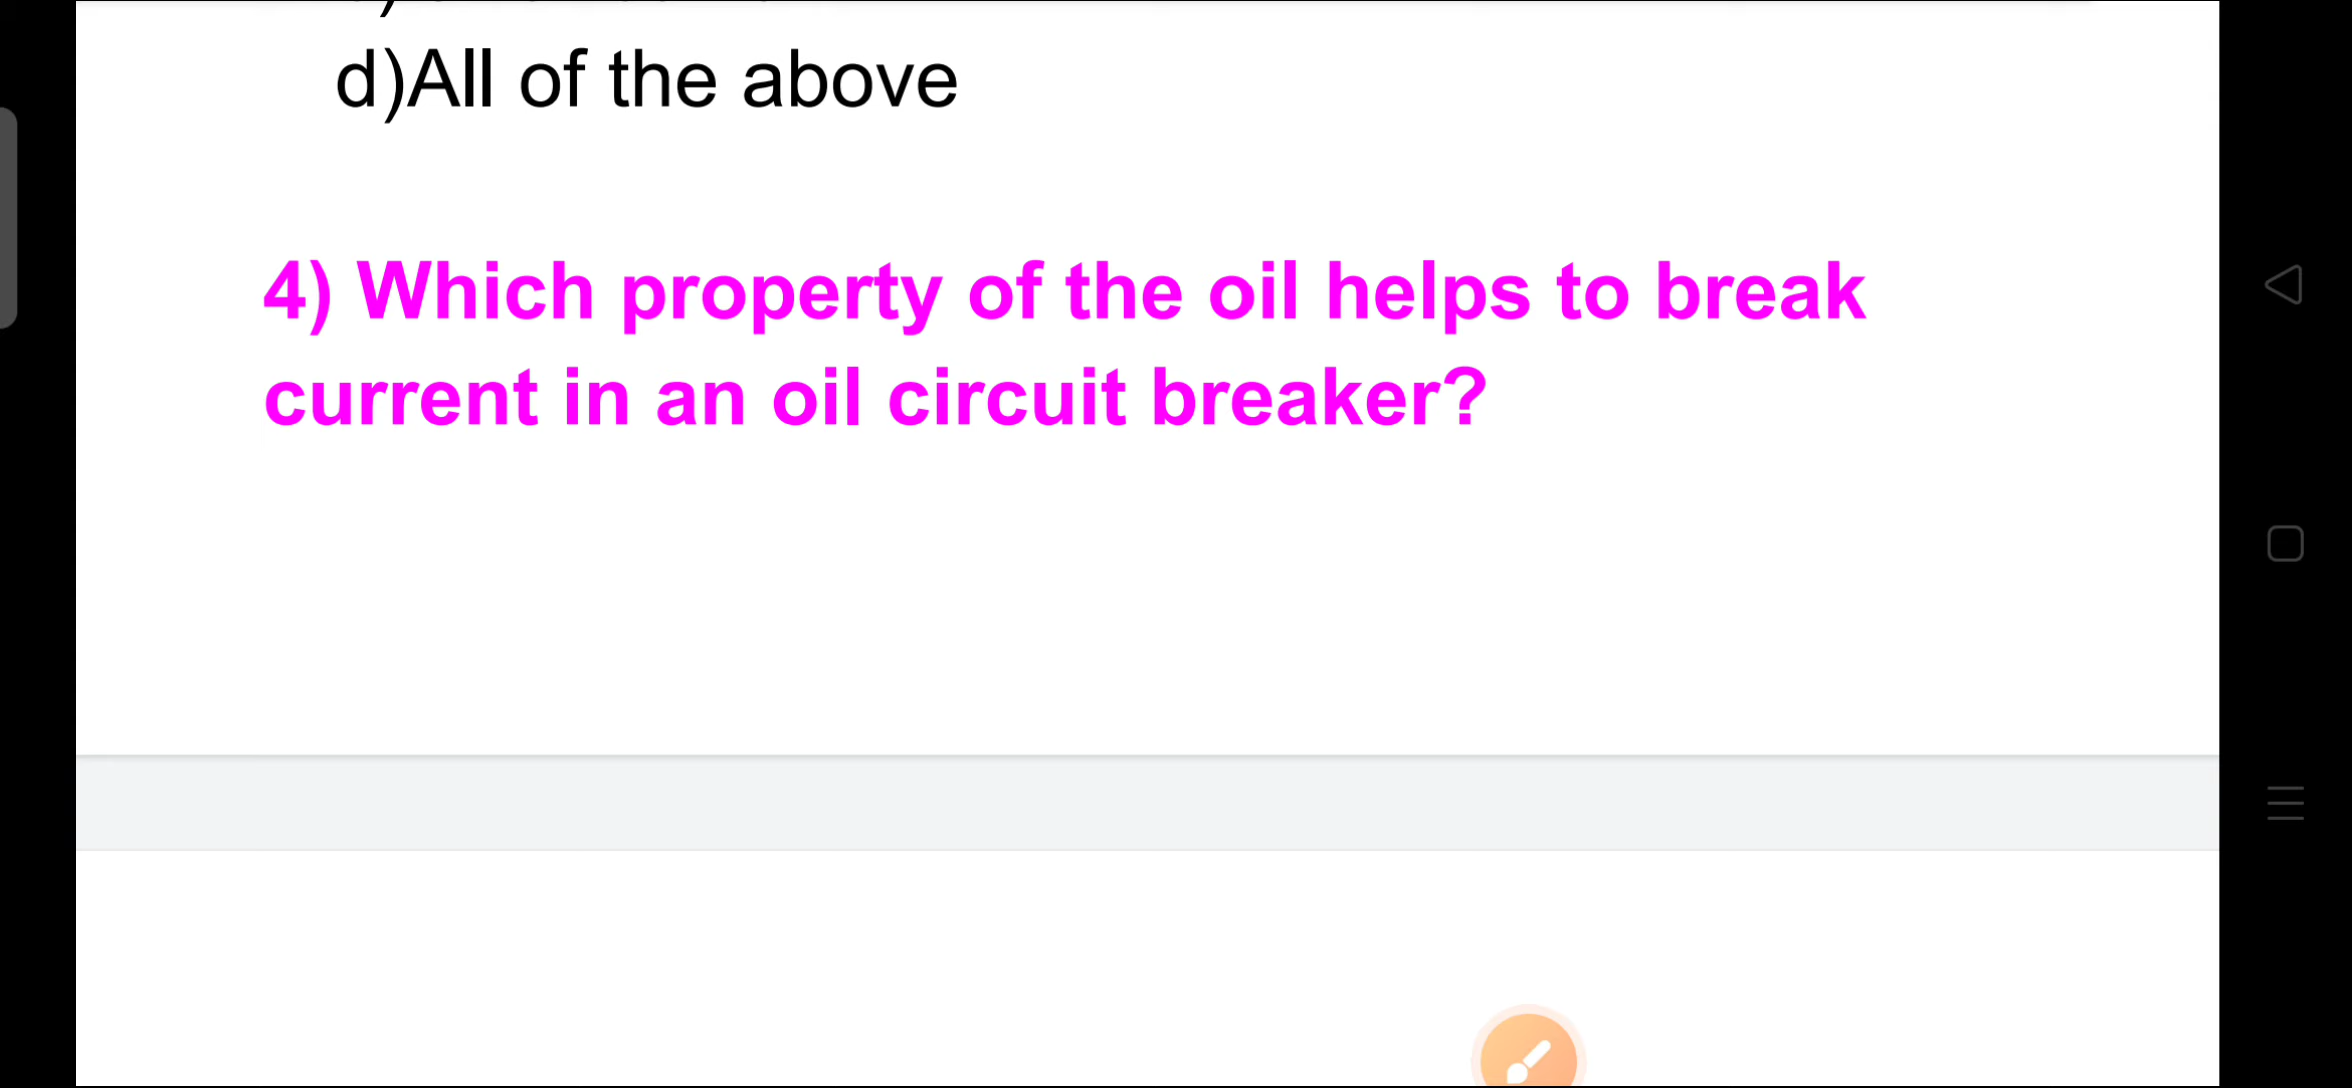 d)All of the above
4) Which property of the oil helps to break
current in an oil circuit breaker?